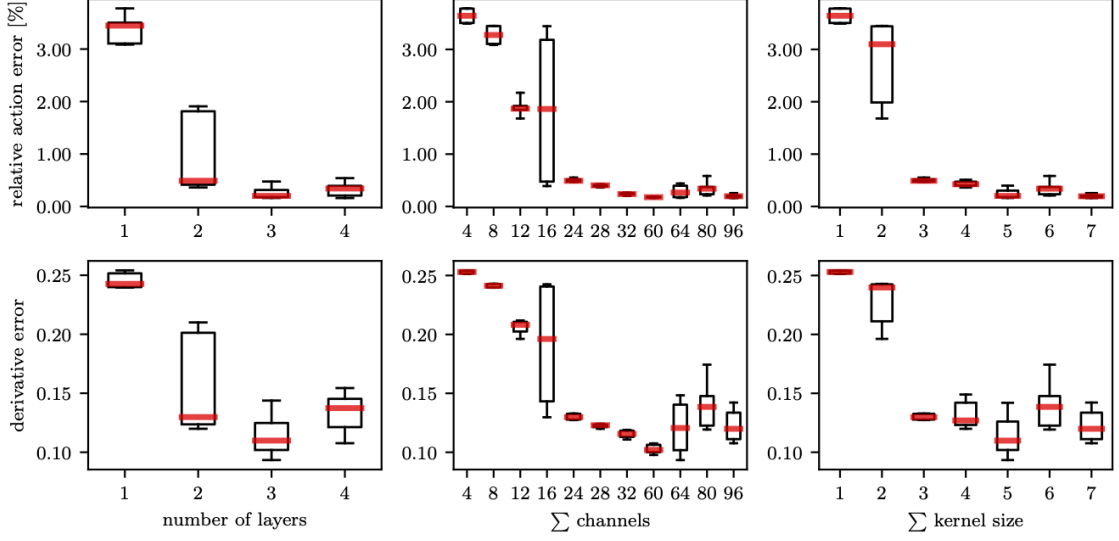 relative action error [%]
3.00
2.00
1.00
0.00
1 2 3 4
3.00
2.00
1.00
0.00
4 8 12 16 24 28 32 60 64 80 96
3.00
2.00
1.00
0.00
1 2 3 4 5 6 7
derivative error
0.25
0.20
0.15
0.10
1 2 3 4
number of layers
0.25
0.20
0.15
0.10
4 8 12 16 24 28 32 60 64 80 96
∑ channels
0.25
0.20
0.15
0.10
1 2 3 4 5 6 7
∑ kernel size